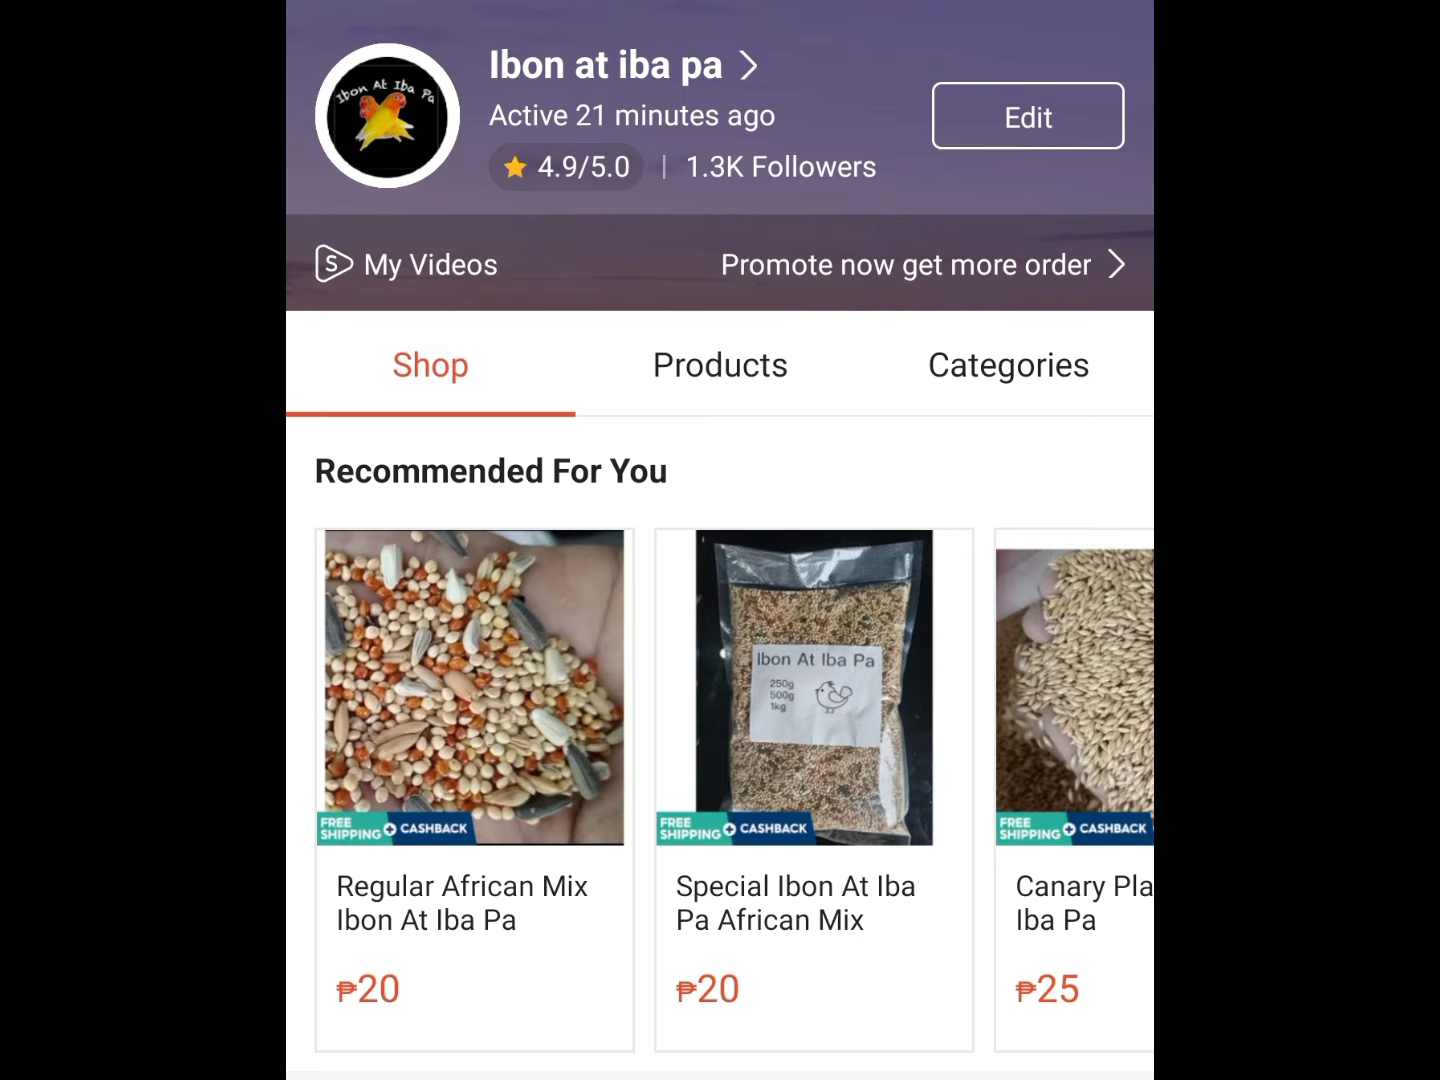 Ibon At Iba Pa
Ibon at iba pa
Active 21 minutes ago
4.9/5.0 | 1.3K Followers
Edit
S My Videos
Promote now get more order
Shop
Products
Categories
Recommended For You
FREE
SHIPPING + CASHBACK
Regular African Mix
Ibon At Iba Pa
₱20
Ibon At Iba Pa
250g
500g
1kg
FREE
SHIPPING + CASHBACK
Special Ibon At Iba
Pa African Mix
₱20
FREE
SHIPPING + CASHBACK
Canary Pla
Iba Pa
₱25